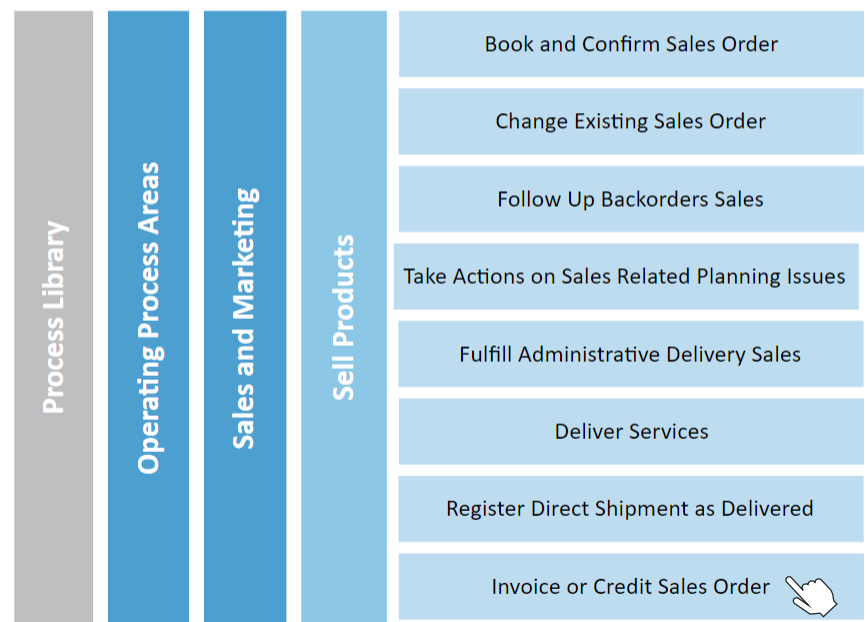 Process Library
Operating Process Areas
Sales and Marketing
Sell Products
Book and Confirm Sales Order
Change Existing Sales Order
Follow Up Backorders Sales
Take Actions on Sales Related Planning Issues
Fulfill Administrative Delivery Sales
Deliver Services
Register Direct Shipment as Delivered
Invoice or Credit Sales Order